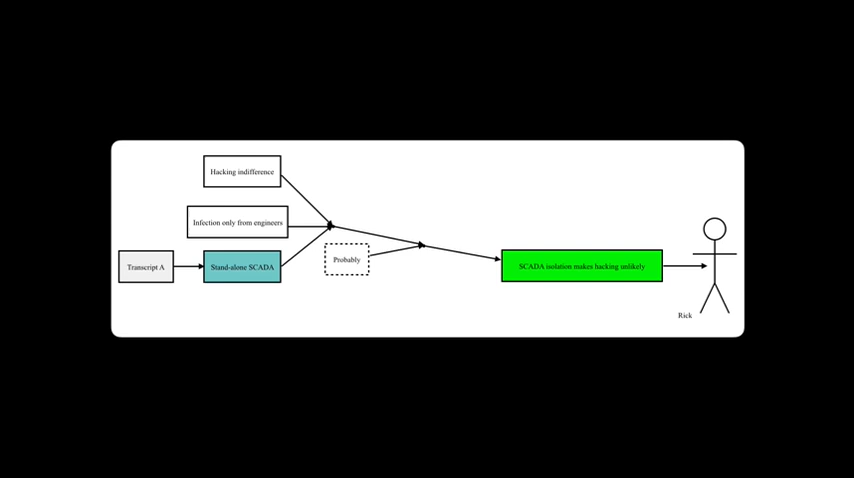 Hacking indifference
Infection only from engineers
Transcript A
Stand-alone SCADA
Probably
SCADA isolation makes hacking unlikely
Rick